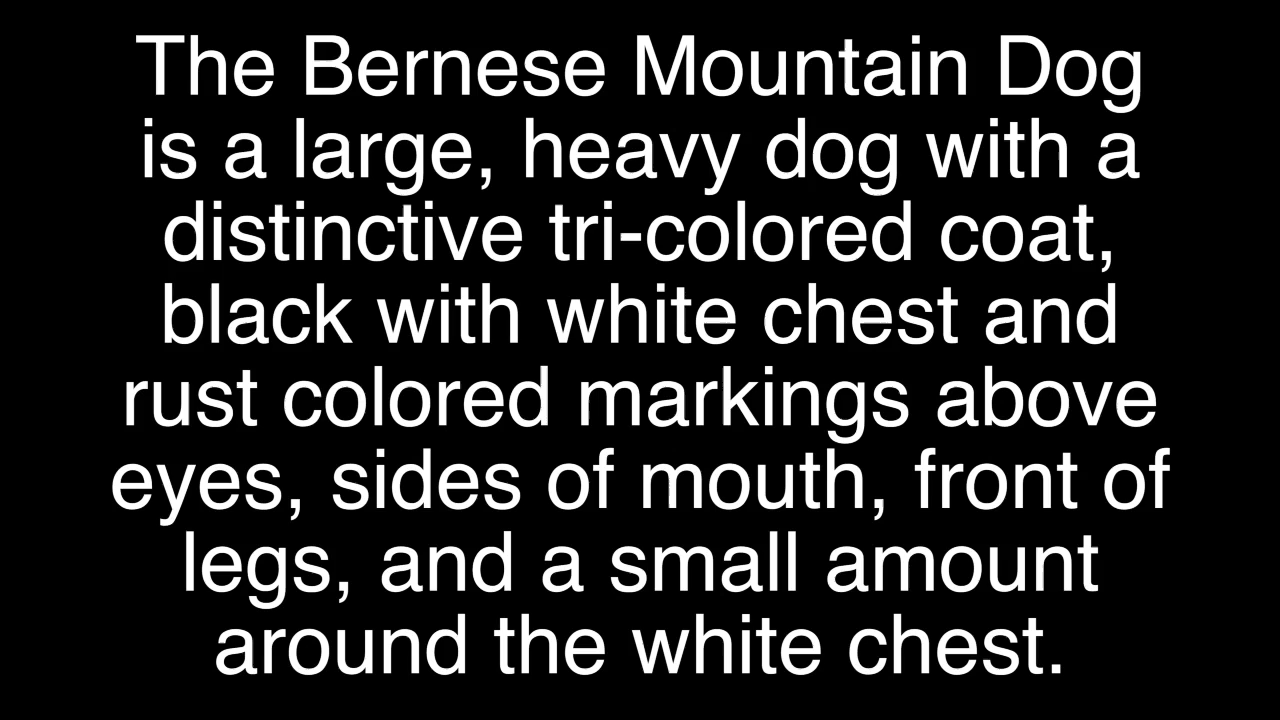 The Bernese Mountain Dog
is a large, heavy dog with a
distinctive tri-colored coat,
black with white chest and
rust colored markings above
eyes, sides of mouth, front of
legs, and a small amount
around the white chest.